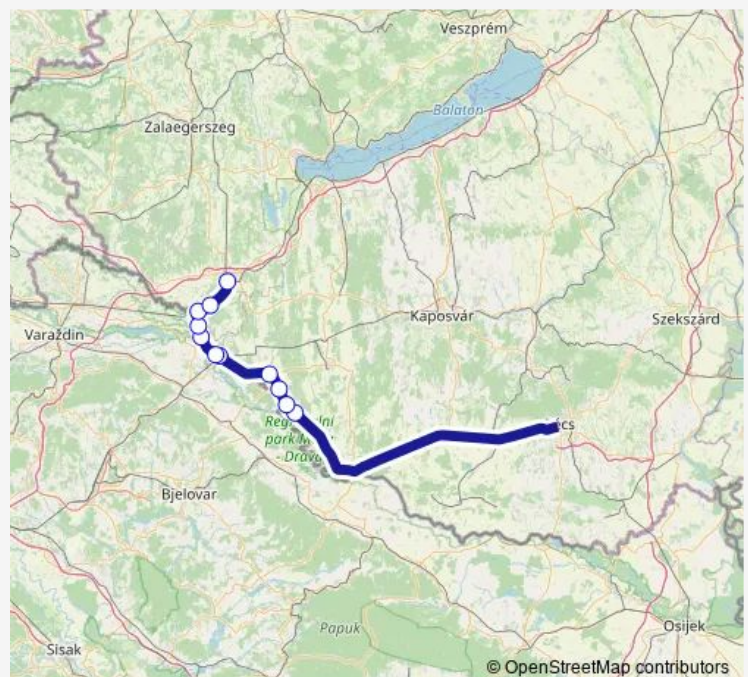 Veszprém
Balaton
Zalaegerszeg
Kaposvár
Szekszárd
Varaždin
Bjelovar
Papuk
Osijek
Sisak
© OpenStreetMap contributors